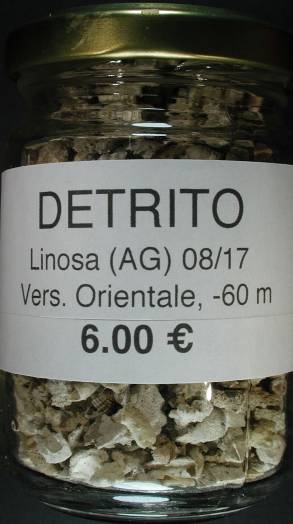 DETRITO
Linosa (AG) 08/17
Vers. Orientale, -60 m
6.00 €